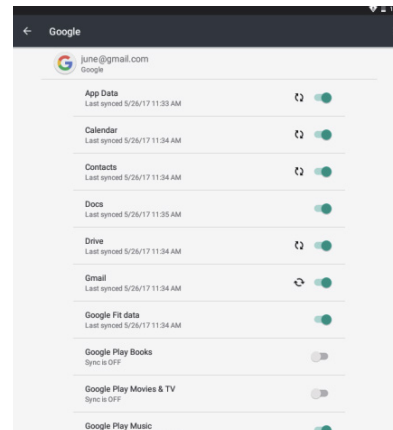 Google
june@gmail.com
Google
App Data
Last synced 5/26/17 11:33 AM
Calendar
Last synced 5/26/17 11:34 AM
Contacts
Last synced 5/26/17 11:34 AM
Docs
Last synced 5/26/17 11:35 AM
Drive
Last synced 5/26/17 11:34 AM
Gmail
Last synced 5/26/17 11:34 AM
Google Fit data
Last synced 5/26/17 11:34 AM
Google Play Books
Sync is OFF
Google Play Movies & TV
Sync is OFF
Google Play Music